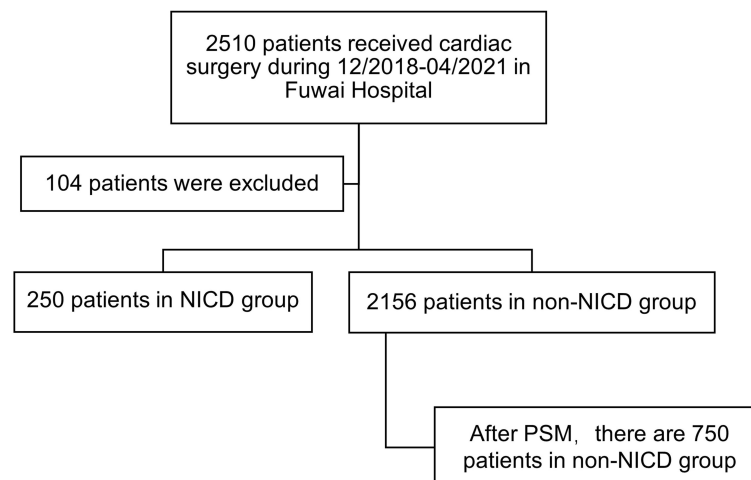 2510 patients received cardiac
surgery during 12/2018-04/2021 in
Fuwai Hospital
104 patients were excluded
250 patients in NICD group
2156 patients in non-NICD group
After PSM，there are 750
patients in non-NICD group